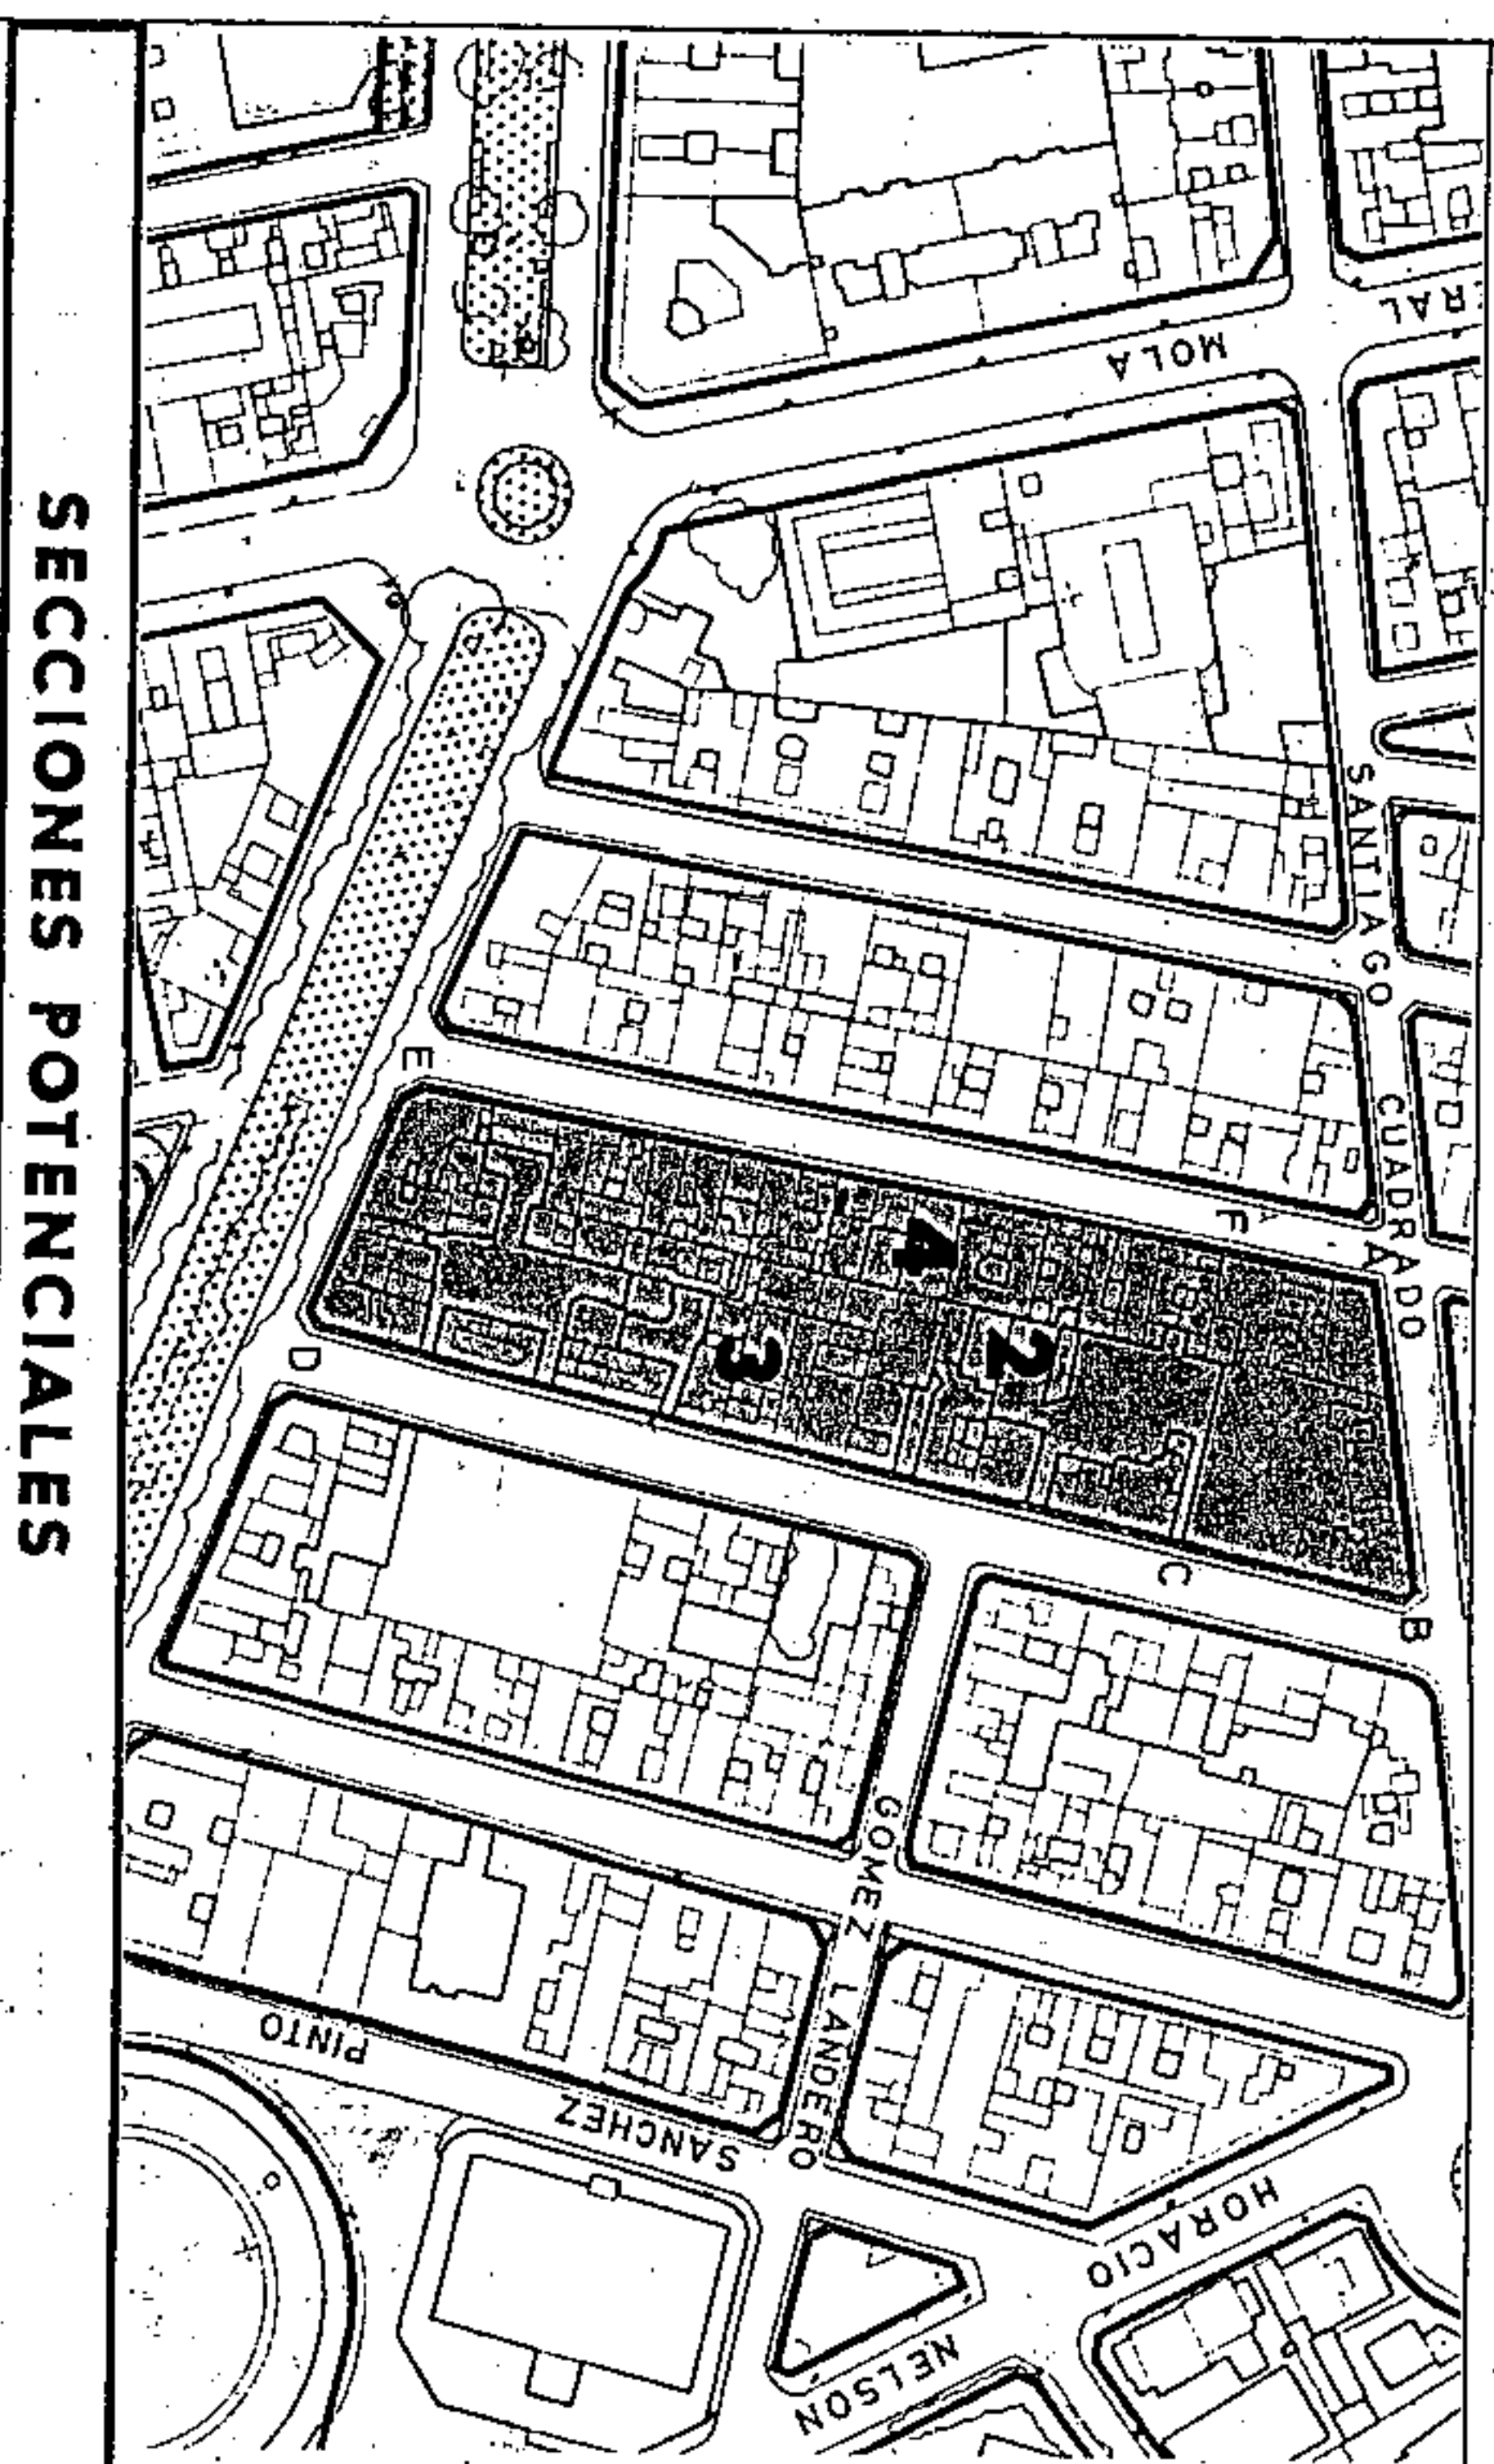 SECCIONES POTENCIALES
RAL
MOLA
SANTIAGO CUADRADO
E
F
A
4
2
3
D
C
B
GOMEZ LANDERO
PINTO
SANCHEZ
HORACIO
NELSON